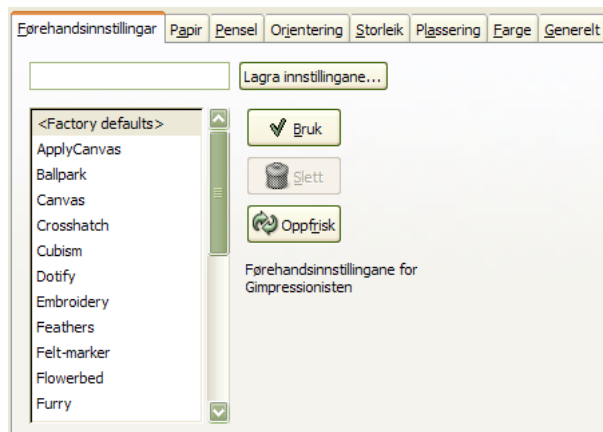 Førehandsinnstillingar Papir Pensel Orientering Storleik Plassering Farge Generelt
Lagra innstillingane...
<Factory defaults>
ApplyCanvas
Ballpark
Canvas
Crosshatch
Cubism
Dotify
Embroidery
Feathers
Felt-marker
Flowerbed
Furry
Bruk
Slett
Oppfrisk
Førehandsinnstillingane for
Gimpressionisten